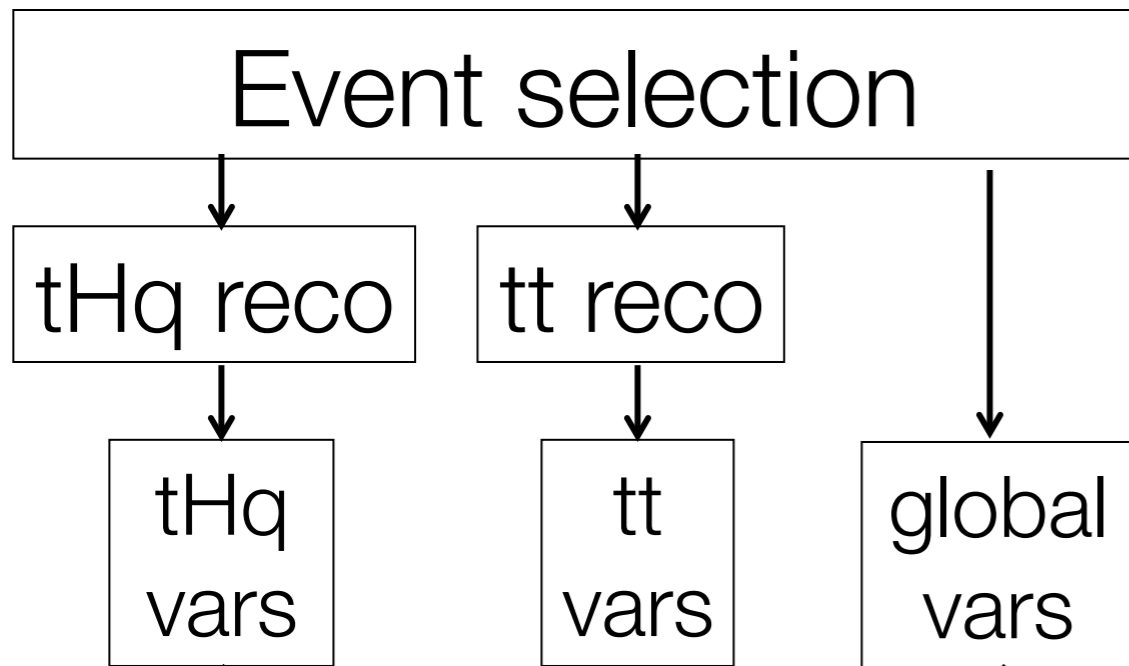 Event selection
tHq reco
tt reco
tHq
vars
tt
vars
global
vars